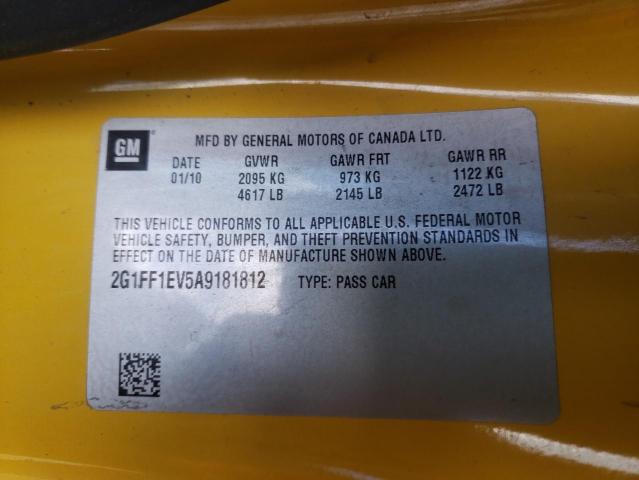 GM
MFD BY GENERAL MOTORS OF CANADA LTD.
DATE GVWR GAWR FRT GAWR RR
01/10 2095 KG 973 KG 1122 KG
4617 LB 2145 LB 2472 LB
THIS VEHICLE CONFORMS TO ALL APPLICABLE U.S. FEDERAL MOTOR
VEHICLE SAFETY, BUMPER, AND THEFT PREVENTION STANDARDS IN
EFFECT ON THE DATE OF MANUFACTURE SHOWN ABOVE.
2G1FF1EV5A9181812 TYPE: PASS CAR